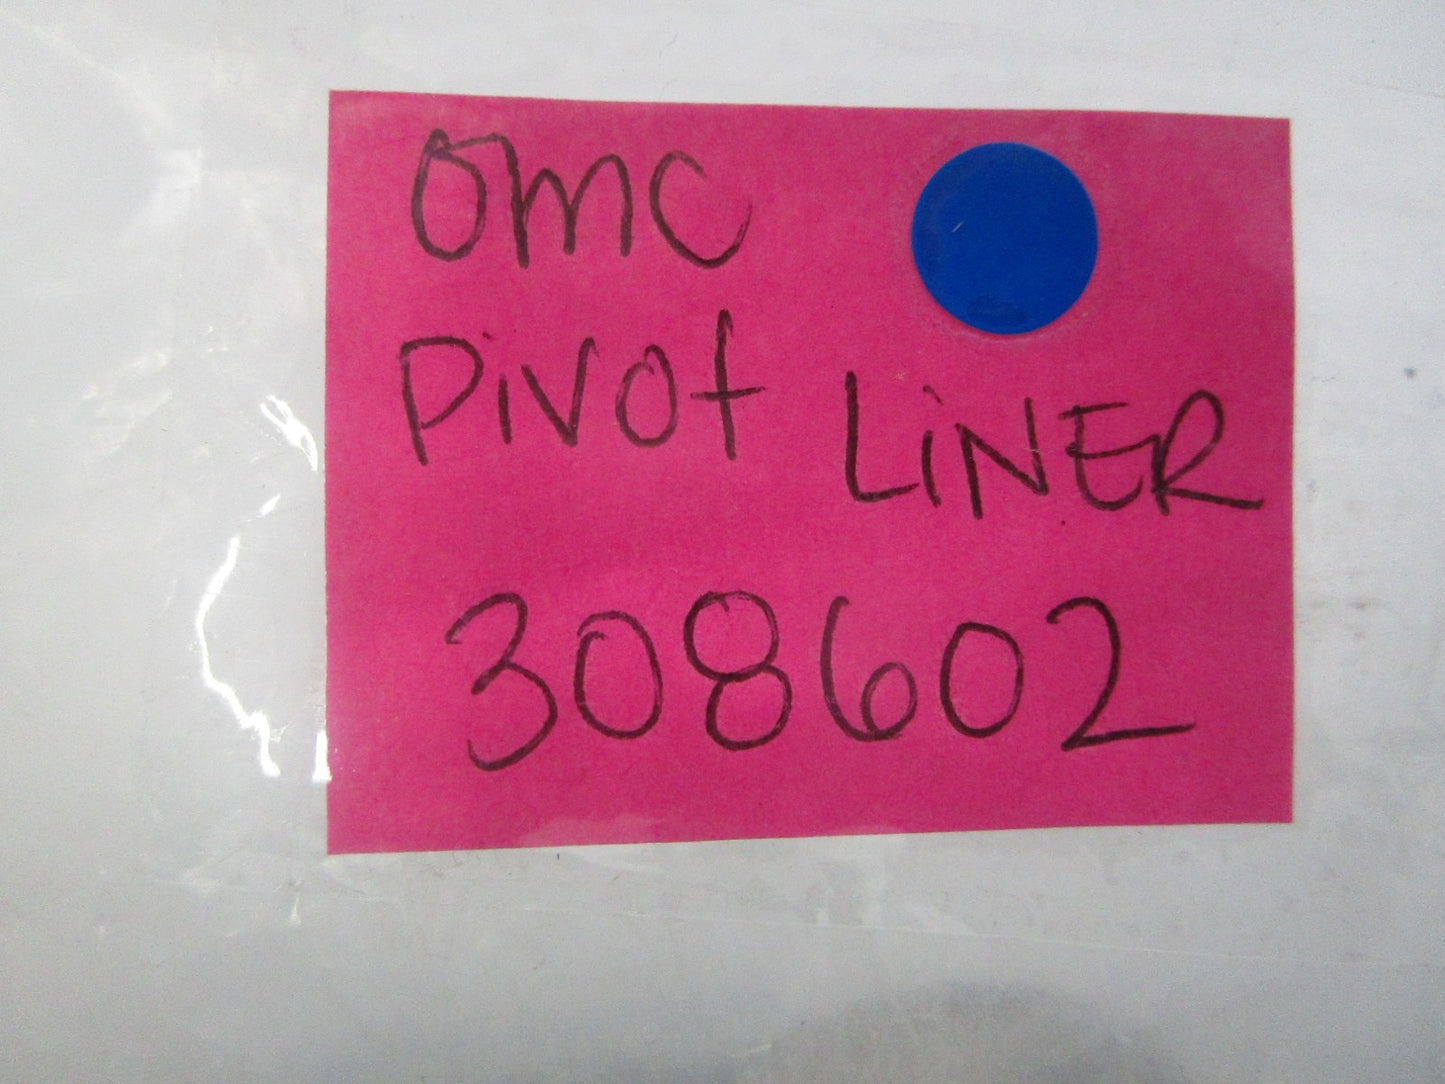 OMC
PiVOt LiNER
308602